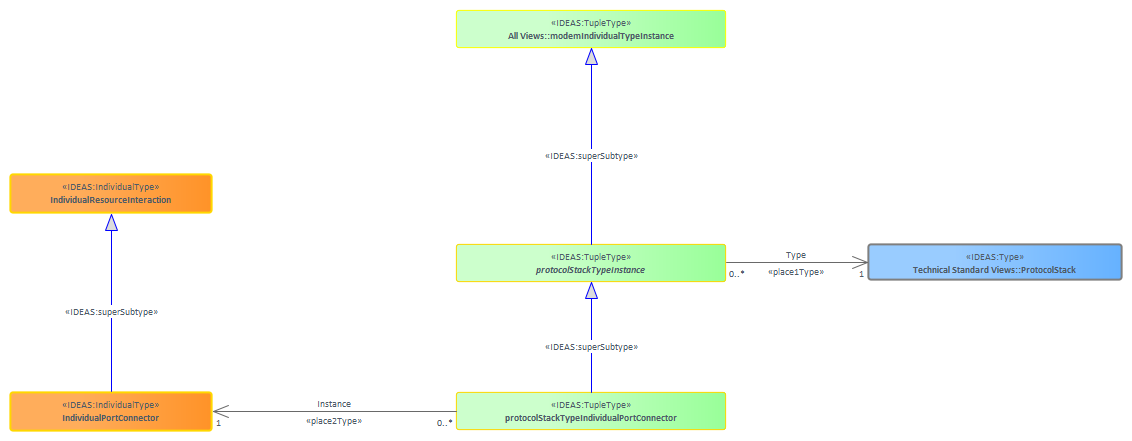 «IDEAS:TupleType»
All Views::modemIndividualTypeInstance
«IDEAS:superSubtype»
«IDEAS:IndividualType»
IndividualResourceInteraction
«IDEAS:TupleType»
protocolStackTypeInstance
Type
«place1Type»
0..*
1
«IDEAS:Type»
Technical Standard Views::ProtocolStack
«IDEAS:superSubtype»
«IDEAS:superSubtype»
«IDEAS:IndividualType»
IndividualPortConnector
Instance
«place2Type»
1
0..*
«IDEAS:TupleType»
protocolStackTypeIndividualPortConnector